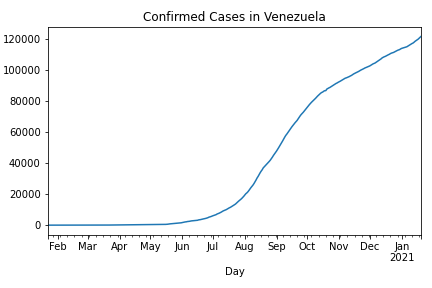 Confirmed Cases in Venezuela
120000
100000
80000
60000
40000
20000
0
Feb Mar Apr May Jun Jul Aug Sep Oct Nov Dec Jan
2021
Day